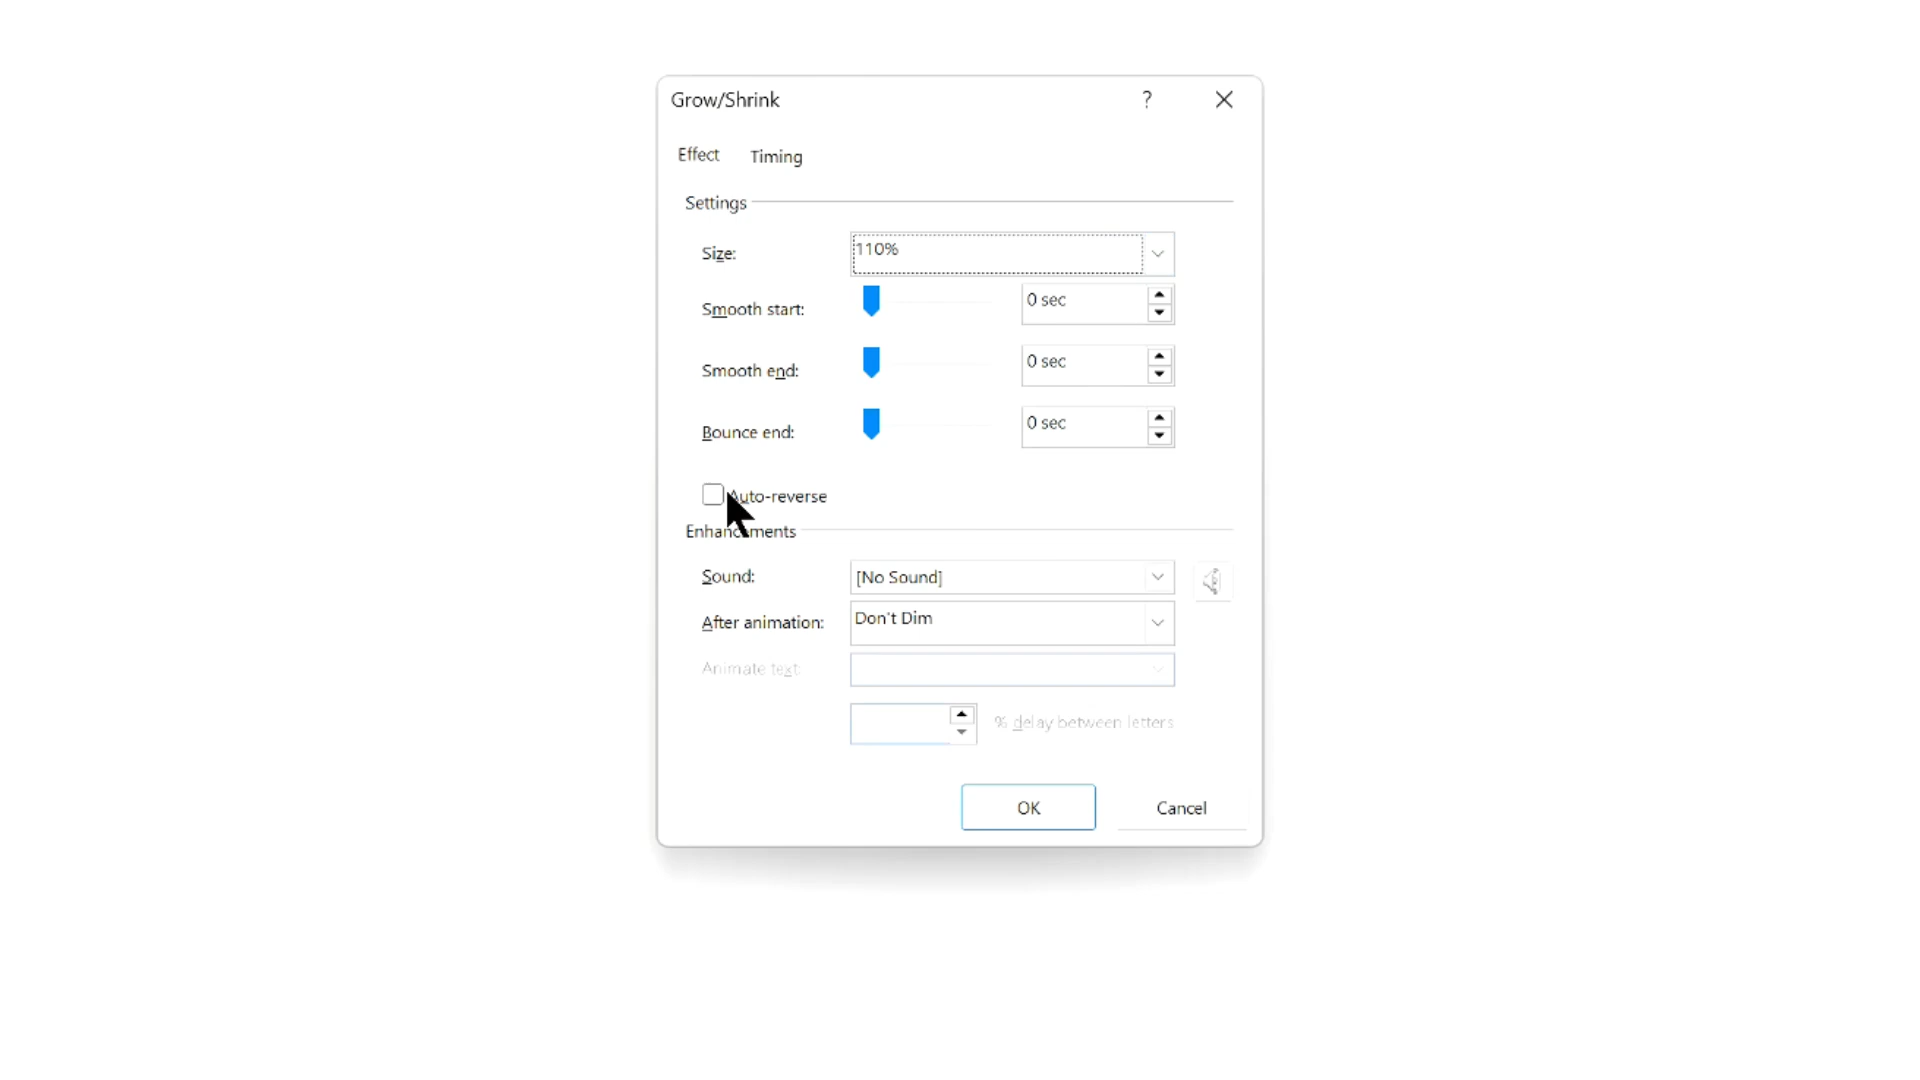 Grow/Shrink ?
Effect Timing
Settings
Size: 110%
Smooth start: 0 sec
Smooth end: 0 sec
Bounce end: 0 sec
Auto-reverse
Enhancements
Sound: [No Sound]
After animation: Don't Dim
Animate text:
% delay between letters
OK Cancel